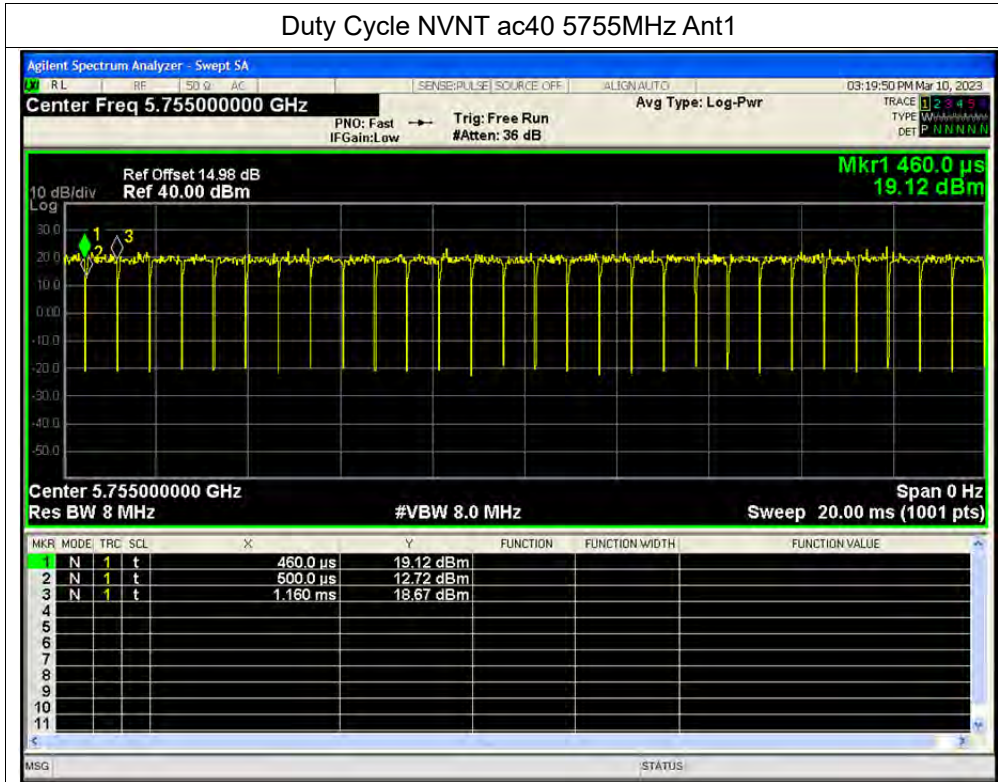 Duty Cycle NVNT ac40 5755MHz Ant1
Agilent Spectrum Analyzer - Swept SA
RL RF 50 Ω AC SENSE:PULSE SOURCE OFF ALIGN AUTO 03:19:50 PM Mar 10, 2023
Center Freq 5.755000000 GHz Avg Type: Log-Pwr TRACE 1 2 3 4 5 6
PNO: Fast Trig: Free Run TYPE W
IFGain:Low #Atten: 36 dB DET P N N N N N
Mkr1 460.0 µs
Ref Offset 14.98 dB
10 dB/div Ref 40.00 dBm 19.12 dBm
Log
30.0
1 3
2
20.0
10.0
0.00
-10.0
-20.0
-30.0
-40.0
-50.0
Center 5.755000000 GHz Span 0 Hz
Res BW 8 MHz #VBW 8.0 MHz Sweep 20.00 ms (1001 pts)
MKR MODE TRC SCL X Y FUNCTION FUNCTION WIDTH FUNCTION VALUE
1 N 1 t 460.0 µs 19.12 dBm
2 N 1 t 500.0 µs 12.72 dBm
3 N 1 t 1.160 ms 18.67 dBm
4
5
6
7
8
9
10
11
MSG STATUS